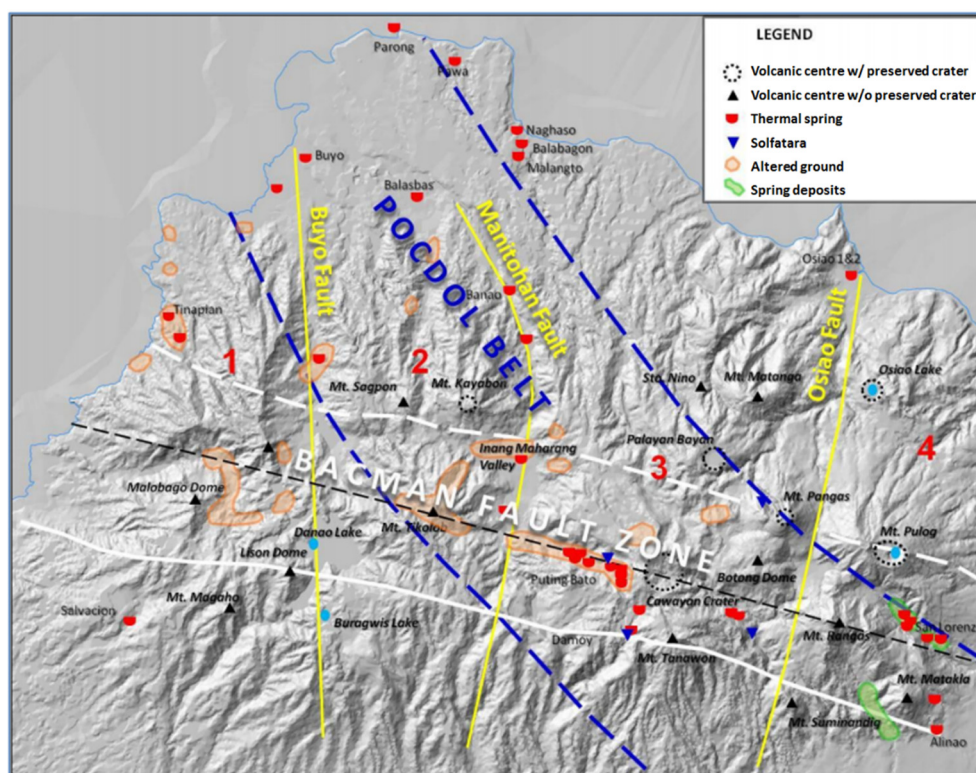 LEGEND
Volcanic centre w/ preserved crater
Volcanic centre w/o preserved crater
Thermal spring
Solfatara
Altered ground
Spring deposits
Parong
Pawa
Naghaso
Balabagon
Malangto
Buyo
Balasbas
Buyo Fault
POCDOL BELT
Manitohan Fault
Osiao 1&2
Banao
Osiao Fault
Tinapian
1
2
Mt. Sagpon
Mt. Kayabon
Sto. Nino
Mt. Matanga
Osiao Lake
Inang Maharang
Valley
Palayan Bayan
3
4
BACMAN FAULT ZONE
Malobago Dome
Mt. Pangas
Mt. Tikolob
Mt. Pulog
Danao Lake
Lison Dome
Puting Bato
Botong Dome
Cawayan Crater
Mt. Magaho
Salvacion
Buragwis Lake
Damoy
Mt. Rangas
San Lorenz
Mt. Tanawon
Mt. Matakla
Mt. Suminandig
Alinao